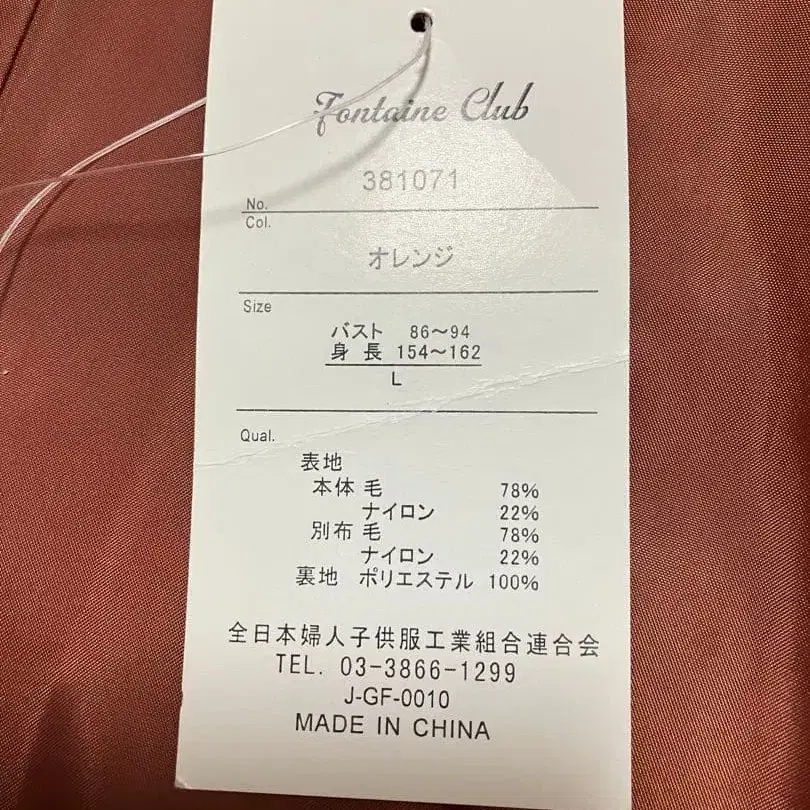 Fontaine Club
No. 381071
Col.
オレンジ
Size
バスト 86～94
身長 154～162
L
Qual.
表地
本体 毛 78%
ナイロン 22%
別布 毛 78%
ナイロン 22%
裏地 ポリエステル 100%
全日本婦人子供服工業組合連合会
TEL. 03-3866-1299
J-GF-0010
MADE IN CHINA